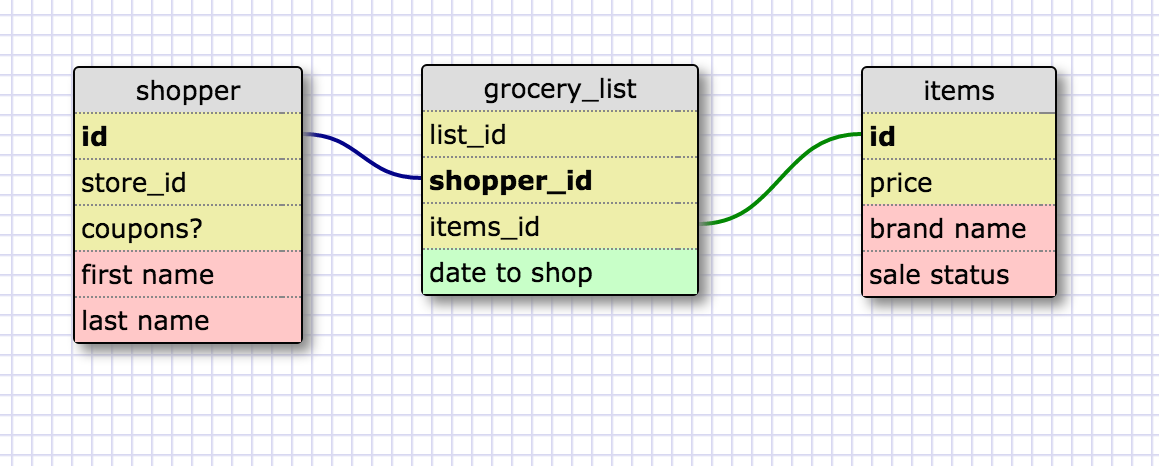 shopper
id
store_id
coupons?
first name
last name
grocery_list
list_id
shopper_id
items_id
date to shop
items
id
price
brand name
sale status